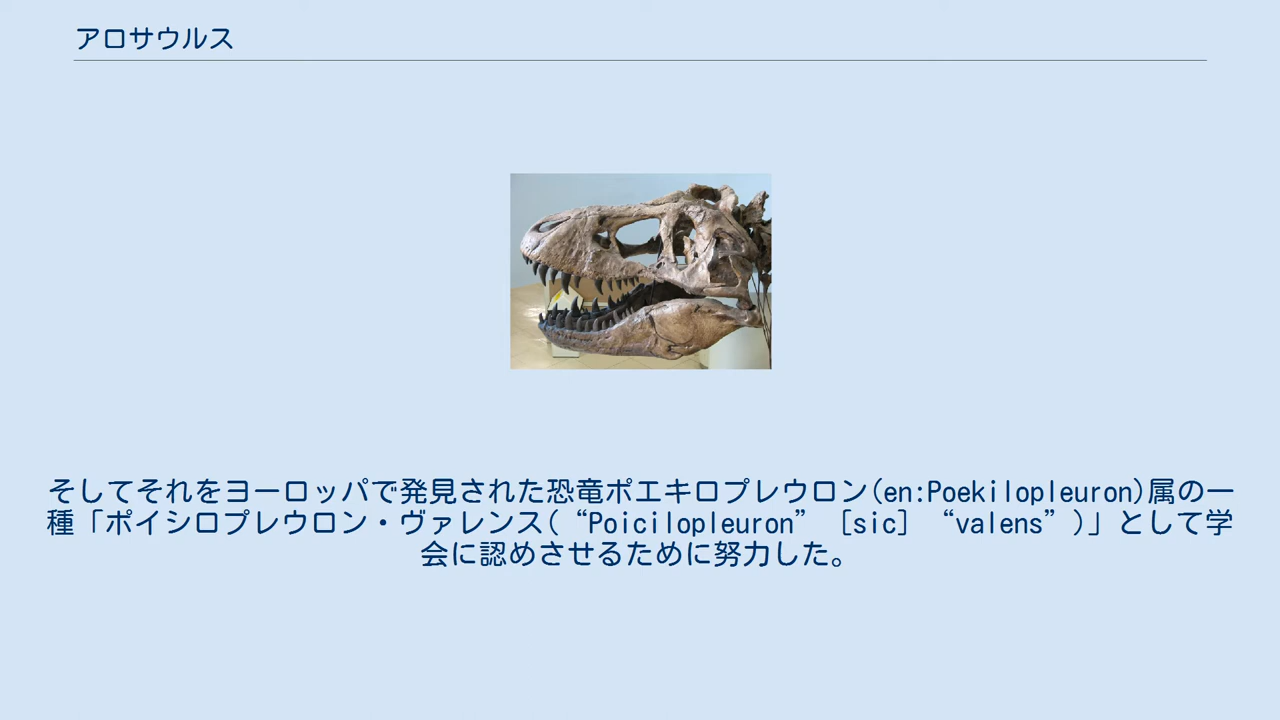 アロサウルス
そしてそれをヨーロッパで発見された恐竜ポエキロプレウロン(en:Poekilopleuron)属の一
種「ポイシロプレウロン・ヴァレンス(“Poicilopleuron” [sic] “valens”)」として学
会に認めさせるために努力した。